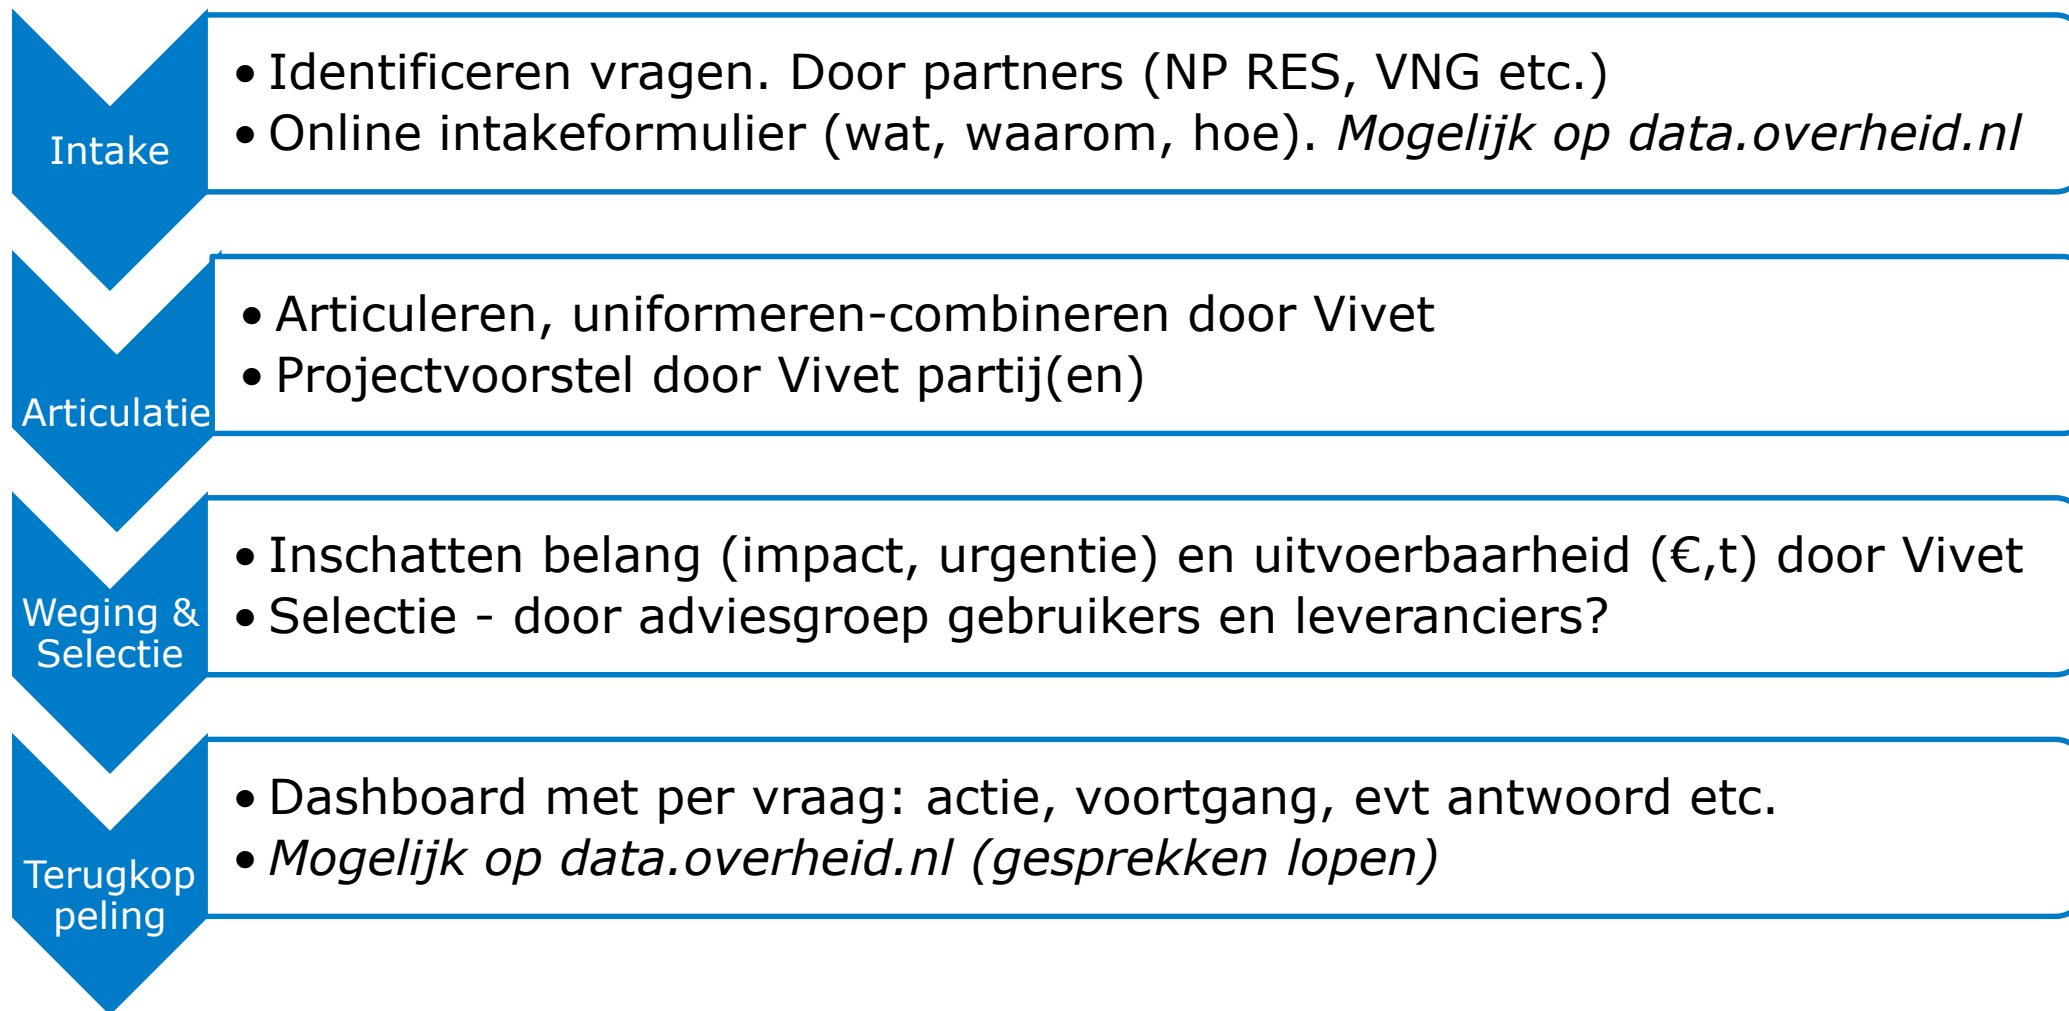 Intake
• Identificeren vragen. Door partners (NP RES, VNG etc.)
• Online intakeformulier (wat, waarom, hoe). Mogelijk op data.overheid.nl
Articulatie
• Articuleren, uniformeren-combineren door Vivet
• Projectvoorstel door Vivet partij(en)
Weging &
Selectie
• Inschatten belang (impact, urgentie) en uitvoerbaarheid (€,t) door Vivet
• Selectie - door adviesgroep gebruikers en leveranciers?
Terugkop
peling
• Dashboard met per vraag: actie, voortgang, evt antwoord etc.
• Mogelijk op data.overheid.nl (gesprekken lopen)